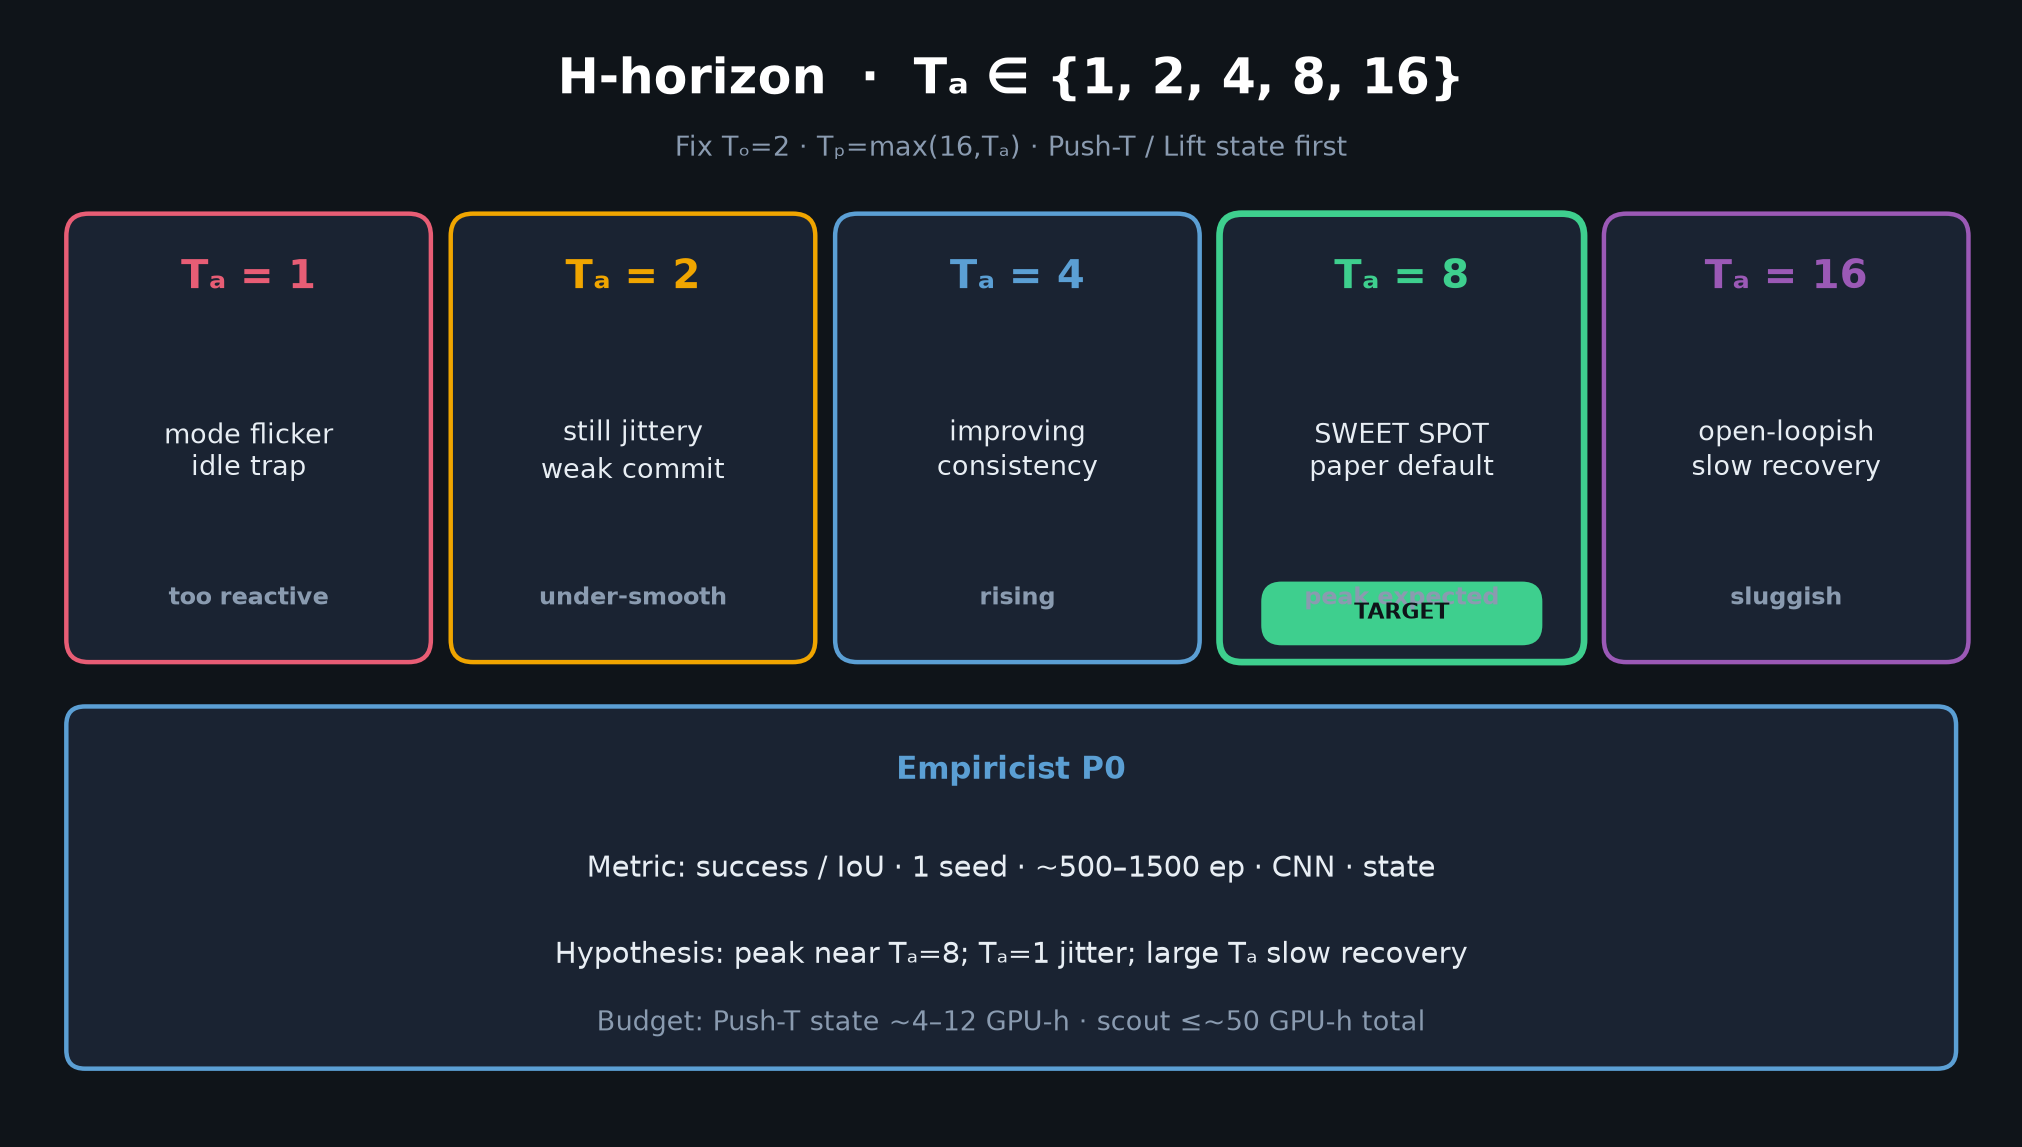 H-horizon · Tₐ ∈ {1, 2, 4, 8, 16}
Fix Tₒ=2 · Tₚ=max(16,Tₐ) · Push-T / Lift state first
Tₐ = 1
mode flicker
idle trap
too reactive
Tₐ = 2
still jittery
weak commit
under-smooth
Tₐ = 4
improving
consistency
rising
Tₐ = 8
SWEET SPOT
paper default
peak expected
TARGET
Tₐ = 16
open-loopish
slow recovery
sluggish
Empiricist P0
Metric: success / IoU · 1 seed · ~500–1500 ep · CNN · state
Hypothesis: peak near Tₐ=8; Tₐ=1 jitter; large Tₐ slow recovery
Budget: Push-T state ~4–12 GPU-h · scout ≤~50 GPU-h total